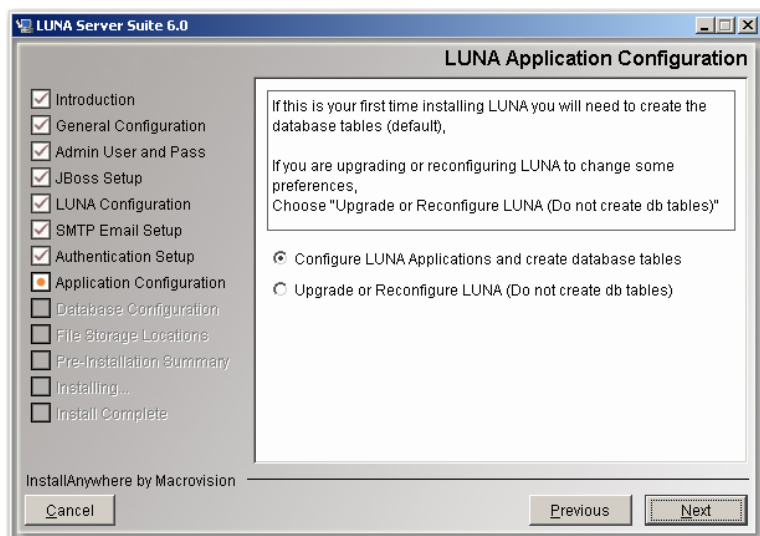 LUNA Server Suite 6.0
LUNA Application Configuration
Introduction
General Configuration
Admin User and Pass
JBoss Setup
LUNA Configuration
SMTP Email Setup
Authentication Setup
Application Configuration
Database Configuration
File Storage Locations
Pre-Installation Summary
Installing...
Install Complete
If this is your first time installing LUNA you will need to create the
database tables (default),
If you are upgrading or reconfiguring LUNA to change some
preferences,
Choose "Upgrade or Reconfigure LUNA (Do not create db tables)"
Configure LUNA Applications and create database tables
Upgrade or Reconfigure LUNA (Do not create db tables)
InstallAnywhere by Macrovision
Cancel
Previous
Next